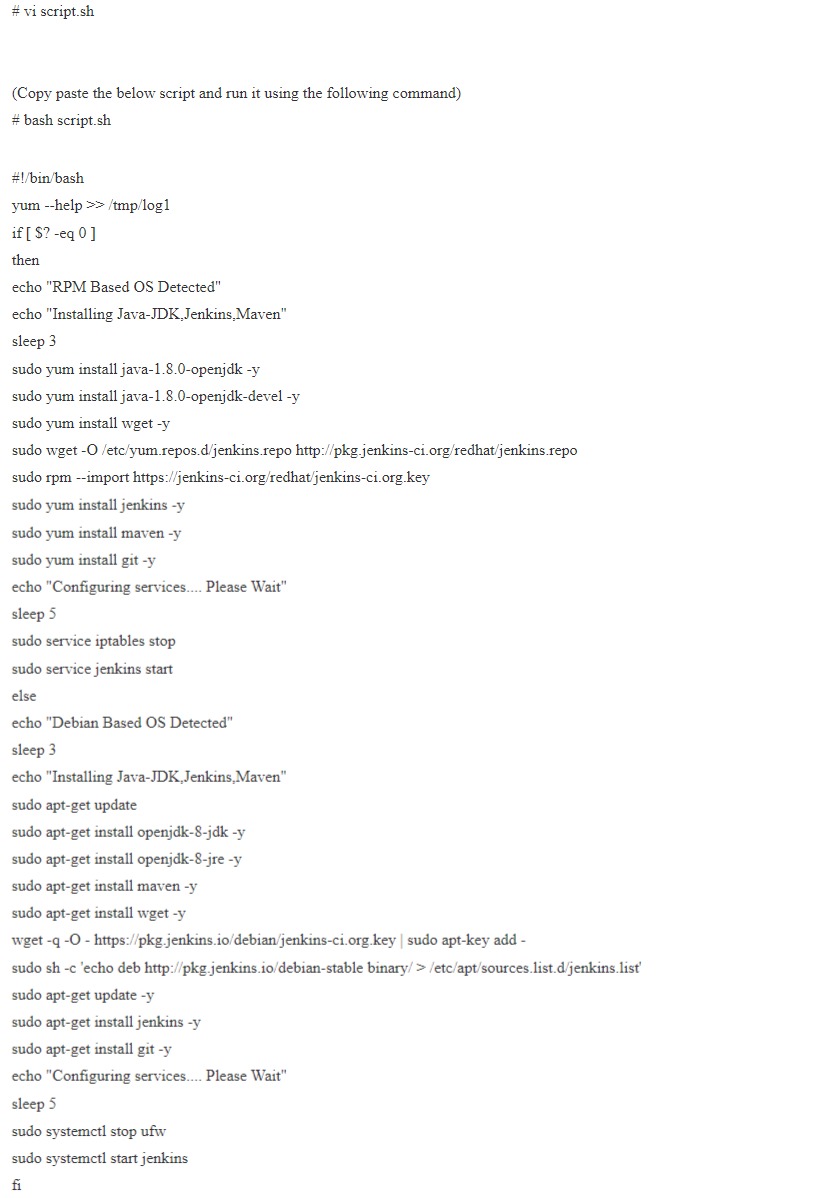 # vi script.sh
(Copy paste the below script and run it using the following command)
# bash script.sh
#!/bin/bash
yum --help >> /tmp/log1
if [ $? -eq 0 ]
then
echo "RPM Based OS Detected"
echo "Installing Java-JDK,Jenkins,Maven"
sleep 3
sudo yum install java-1.8.0-openjdk -y
sudo yum install java-1.8.0-openjdk-devel -y
sudo yum install wget -y
sudo wget -O /etc/yum.repos.d/jenkins.repo http://pkg.jenkins-ci.org/redhat/jenkins.repo
sudo rpm --import https://jenkins-ci.org/redhat/jenkins-ci.org.key
sudo yum install jenkins -y
sudo yum install maven -y
sudo yum install git -y
echo "Configuring services.... Please Wait"
sleep 5
sudo service iptables stop
sudo service jenkins start
else
echo "Debian Based OS Detected"
sleep 3
echo "Installing Java-JDK,Jenkins,Maven"
sudo apt-get update
sudo apt-get install openjdk-8-jdk -y
sudo apt-get install openjdk-8-jre -y
sudo apt-get install maven -y
sudo apt-get install wget -y
wget -q -O - https://pkg.jenkins.io/debian/jenkins-ci.org.key | sudo apt-key add -
sudo sh -c 'echo deb http://pkg.jenkins.io/debian-stable binary/ > /etc/apt/sources.list.d/jenkins.list'
sudo apt-get update -y
sudo apt-get install jenkins -y
sudo apt-get install git -y
echo "Configuring services.... Please Wait"
sleep 5
sudo systemctl stop ufw
sudo systemctl start jenkins
fi